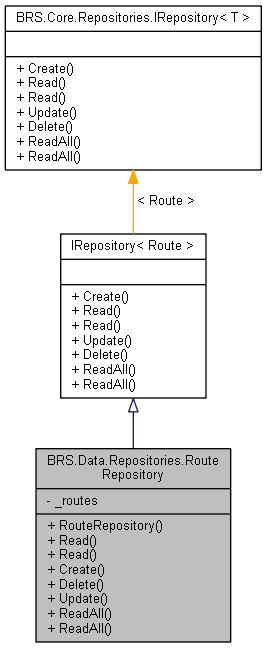 BRS.Core.Repositories.IRepository< T >
+ Create()
+ Read()
+ Read()
+ Update()
+ Delete()
+ ReadAll()
+ ReadAll()
< Route >
IRepository< Route >
+ Create()
+ Read()
+ Read()
+ Update()
+ Delete()
+ ReadAll()
+ ReadAll()
BRS.Data.Repositories.Route
Repository
- _routes
+ RouteRepository()
+ Read()
+ Read()
+ Create()
+ Delete()
+ Update()
+ ReadAll()
+ ReadAll()